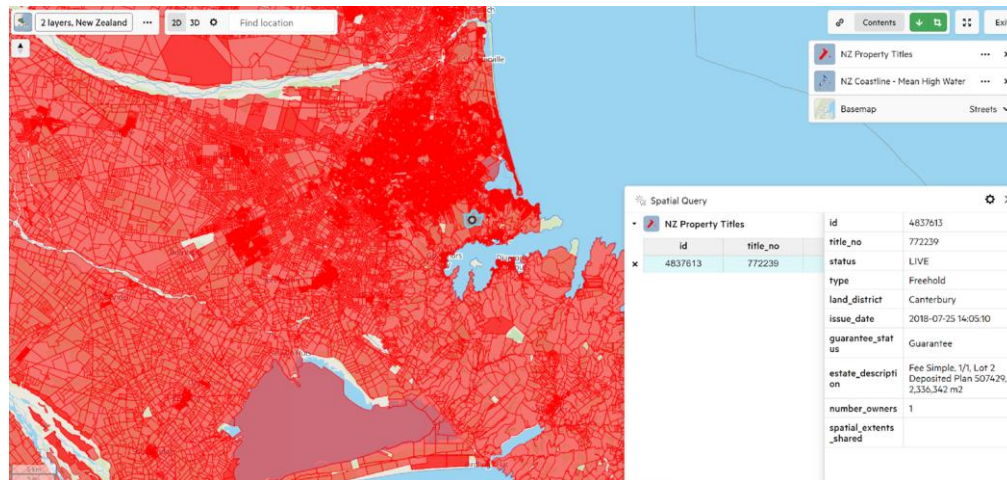 2 layers, New Zealand
2D 3D
Find location
Contents
NZ Property Titles
NZ Coastline - Mean High Water
Basemap
Streets
Spatial Query
NZ Property Titles
id title_no
4837613 772239
id 4837613
title_no 772239
status LIVE
type Freehold
land_district Canterbury
issue_date 2018-07-25 14:05:10
guarantee_stat
us
Guarantee
estate_descripti
on
Fee Simple, 1/1, Lot 2
Deposited Plan 507429,
2,336,342 m2
number_owners 1
spatial_extents
_shared